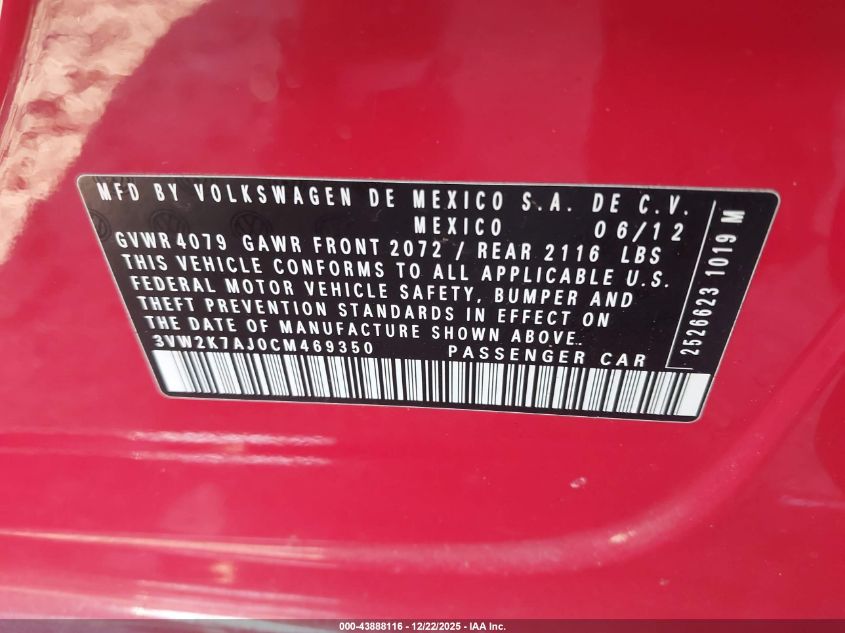 MFD BY VOLKSWAGEN DE MEXICO S.A. DE C.V.
MEXICO 06/12
GVWR 4079 GAWR FRONT 2072 / REAR 2116 LBS
THIS VEHICLE CONFORMS TO ALL APPLICABLE U.S.
FEDERAL MOTOR VEHICLE SAFETY, BUMPER AND
THEFT PREVENTION STANDARDS IN EFFECT ON
THE DATE OF MANUFACTURE SHOWN ABOVE.
3VW2K7AJ0CM469350 PASSENGER CAR
2526623 1019 M
000-43888116 - 12/22/2025 - IAA Inc.